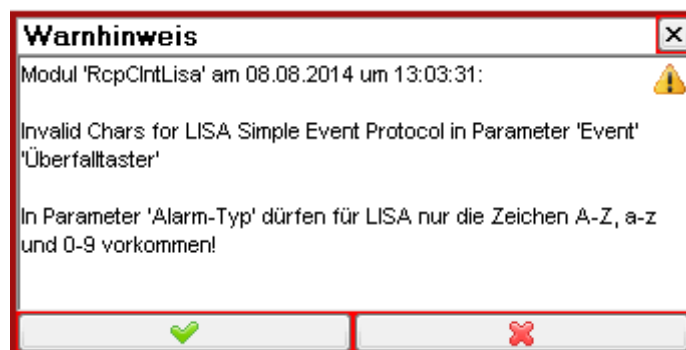 Warnhinweis
Modul 'RcpClntLisa' am 08.08.2014 um 13:03:31:
Invalid Chars for LISA Simple Event Protocol in Parameter 'Event'
'Überfalltaster'
In Parameter 'Alarm-Typ' dürfen für LISA nur die Zeichen A-Z, a-z
und 0-9 vorkommen!